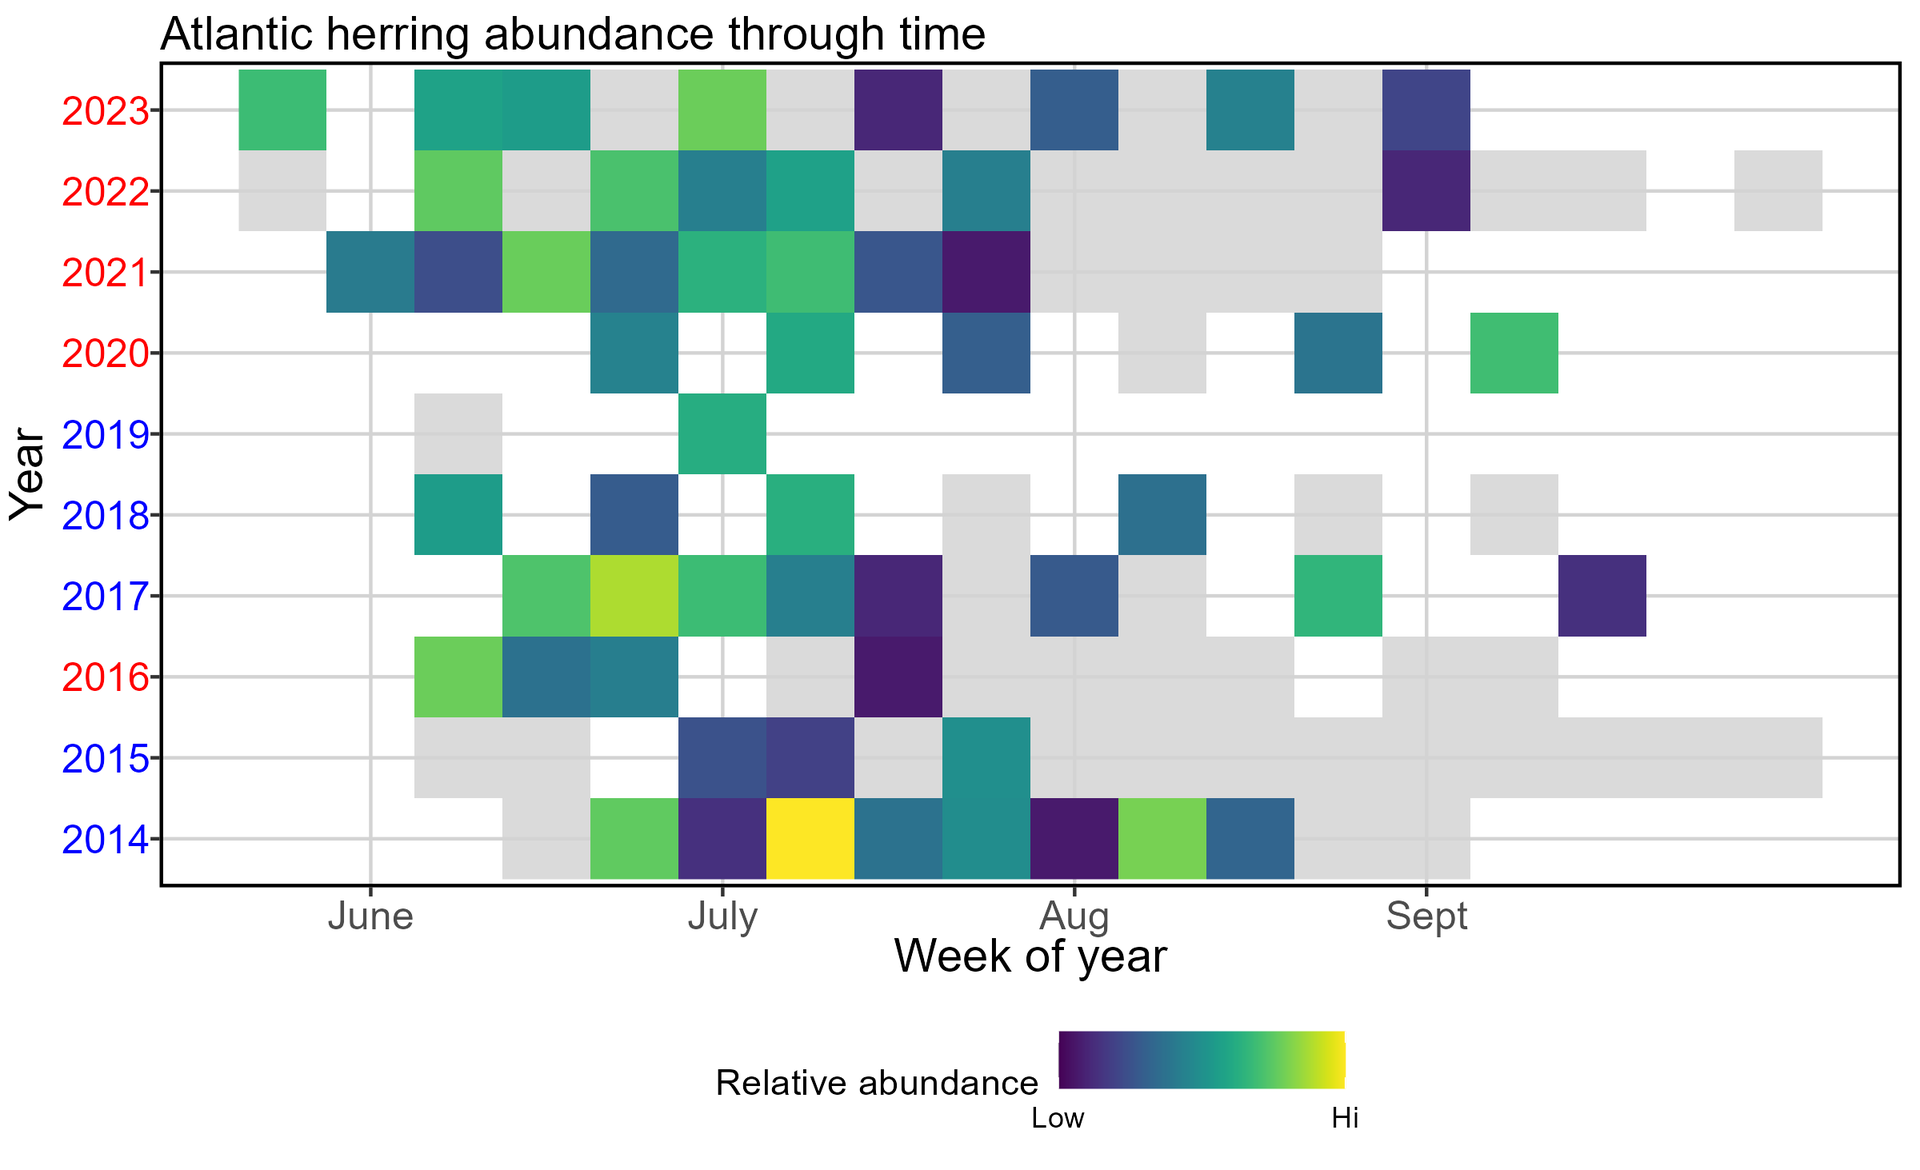 Atlantic herring abundance through time
2023
2022
2021
2020
2019
2018
2017
2016
2015
2014
Year
June July Aug Sept
Week of year
Relative abundance
Low Hi